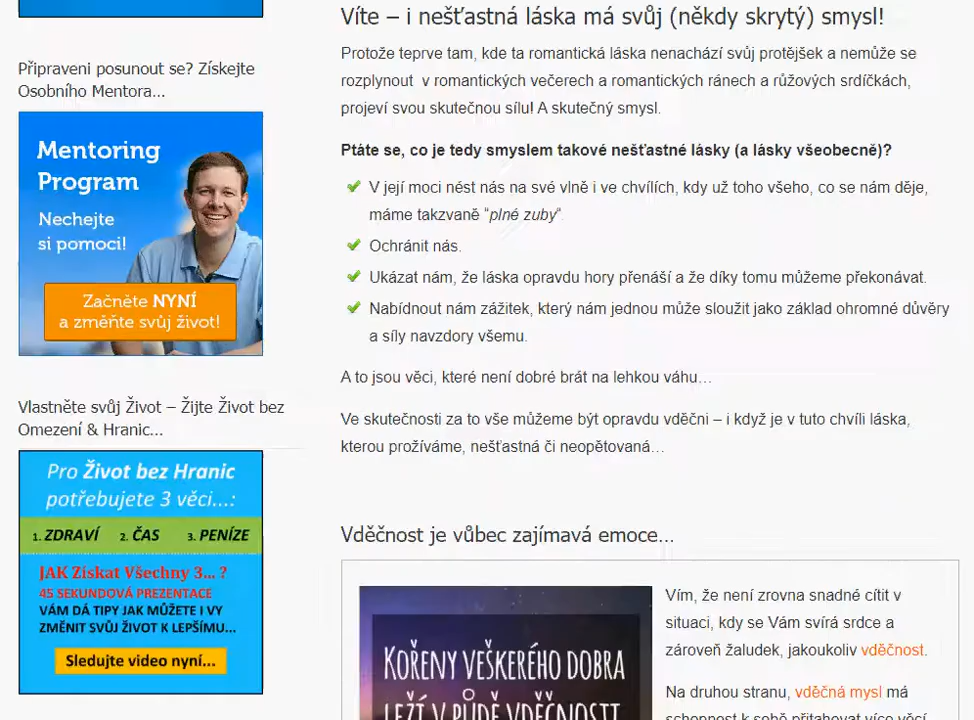 Připraveni posunout se? Získejte
Osobního Mentora...
Mentoring
Program
Nechejte
si pomoci!
Začněte NYNÍ
a změňte svůj život!
Vlastněte svůj Život – Žijte Život bez
Omezení & Hranic...
Pro Život bez Hranic
potřebujete 3 věci...:
1. ZDRAVÍ 2. ČAS 3. PENÍZE
JAK Získat Všechny 3... ?
45 SEKUNDOVÁ PREZENTACE
VÁM DÁ TIPY JAK MŮŽETE I VY
ZMĚNIT SVŮJ ŽIVOT K LEPŠÍMU...
Sledujte video nyní...
Víte – i nešťastná láska má svůj (někdy skrytý) smysl!
Protože teprve tam, kde ta romantická láska nenachází svůj protějšek a nemůže se
rozplynout v romantických večerech a romantických ránech a růžových srdíčkách,
projeví svou skutečnou sílu! A skutečný smysl.
Ptáte se, co je tedy smyslem takové nešťastné lásky (a lásky všeobecně)?
V její moci nést nás na své vlně i ve chvílích, kdy už toho všeho, co se nám děje,
máme takzvaně “plné zuby“.
Ochránit nás.
Ukázat nám, že láska opravdu hory přenáší a že díky tomu můžeme překonávat.
Nabídnout nám zážitek, který nám jednou může sloužit jako základ ohromné důvěry
a síly navzdory všemu.
A to jsou věci, které není dobré brát na lehkou váhu…
Ve skutečnosti za to vše můžeme být opravdu vděčni – i když je v tuto chvíli láska,
kterou prožíváme, nešťastná či neopětovaná…
Vděčnost je vůbec zajímavá emoce...
KOŘENY VEŠKERÉHO DOBRA
LEŽÍ V PŮDĚ VDĚČNOSTI
Vím, že není zrovna snadné cítit v
situaci, kdy se Vám svírá srdce a
zároveň žaludek, jakoukoliv vděčnost.
Na druhou stranu, vděčná mysl má
schopnost k sobě přitahovat více věcí